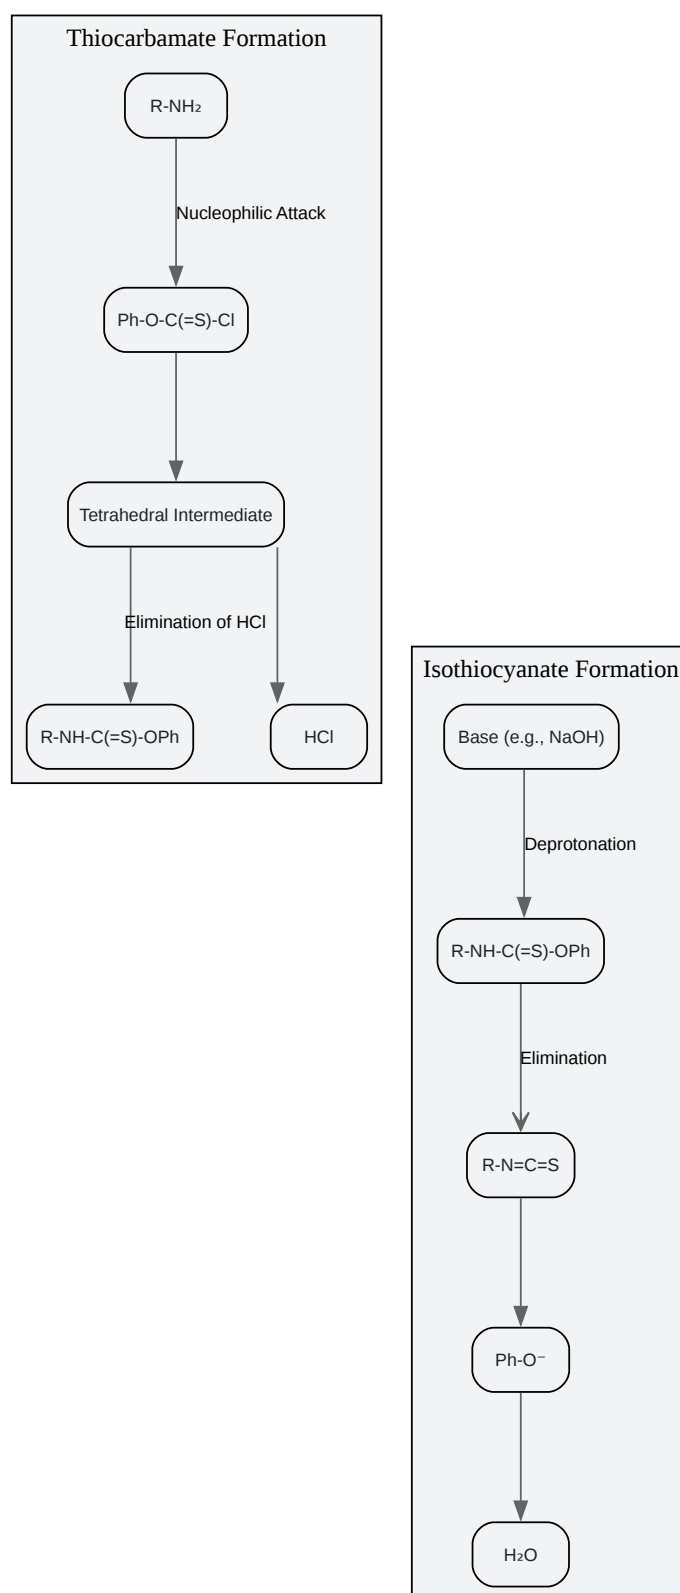 Thiocarbamate Formation
R-NH₂
Nucleophilic Attack
Ph-O-C(=S)-Cl
Tetrahedral Intermediate
Elimination of HCl
R-NH-C(=S)-OPh
HCl
Isothiocyanate Formation
Base (e.g., NaOH)
Deprotonation
R-NH-C(=S)-OPh
Elimination
R-N=C=S
Ph-O⁻
H₂O